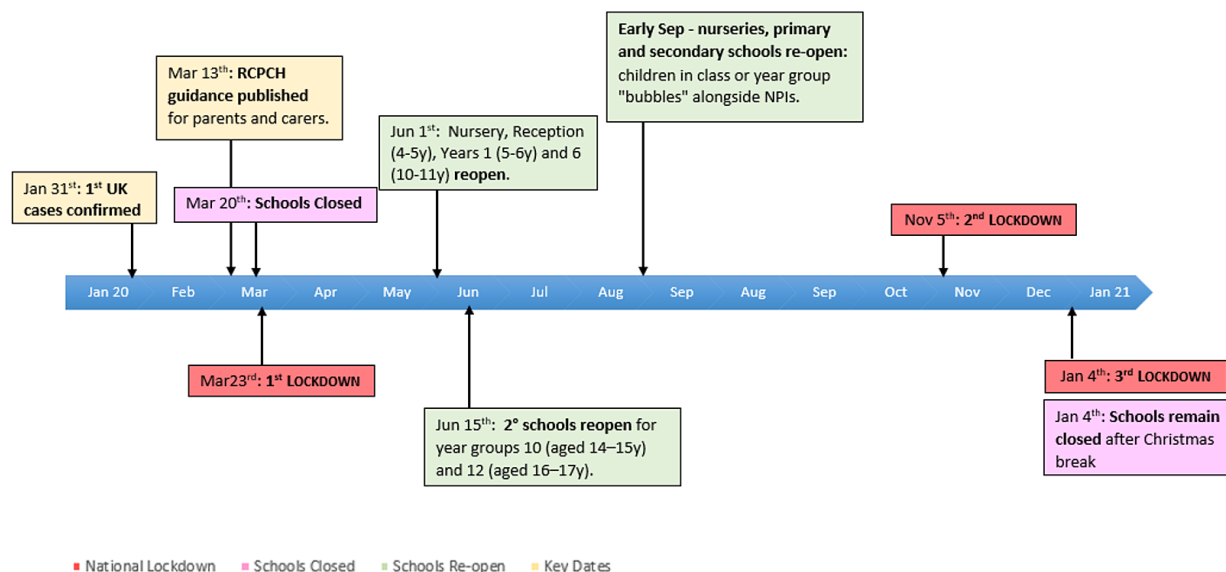 Early Sep - nurseries, primary
and secondary schools re-open:
children in class or year group
"bubbles" alongside NPIs.
Mar 13th: RCPCH
guidance published
for parents and carers.
Jun 1st: Nursery, Reception
(4-5y), Years 1 (5-6y) and 6
(10-11y) reopen.
Jan 31st: 1st UK
cases confirmed
Mar 20th: Schools Closed
Nov 5th: 2nd LOCKDOWN
Jan 20 Feb Mar Apr May Jun Jul Aug Sep Aug Sep Oct Nov Dec Jan 21
Mar23rd: 1st LOCKDOWN
Jan 4th: 3rd LOCKDOWN
Jun 15th: 2° schools reopen for
year groups 10 (aged 14–15y)
and 12 (aged 16–17y).
Jan 4th: Schools remain
closed after Christmas
break
National Lockdown Schools Closed Schools Re-open Key Dates